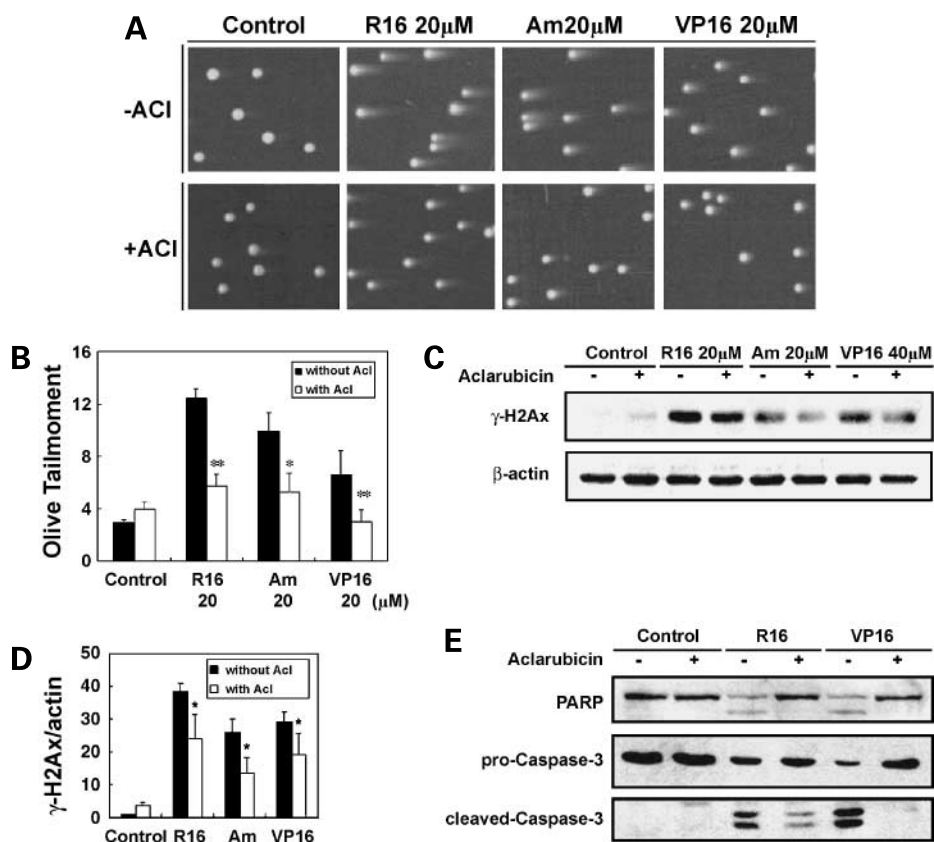 A
Control R16 20μM Am20μM VP16 20μM
-ACI
+ACI
B
Olive Tailmoment
16
12
8
4
0
without Acl
with Acl
**
*
**
Control R16 Am VP16
20 20 20 (μM)
C
Control R16 20μM Am 20μM VP16 40μM
Aclarubicin - + - + - + - +
γ-H2Ax
β-actin
D
γ-H2Ax/actin
50
40
30
20
10
0
without Acl
with Acl
*
*
*
Control R16 Am VP16
E
Control R16 VP16
Aclarubicin - + - + - +
PARP
pro-Caspase-3
cleaved-Caspase-3